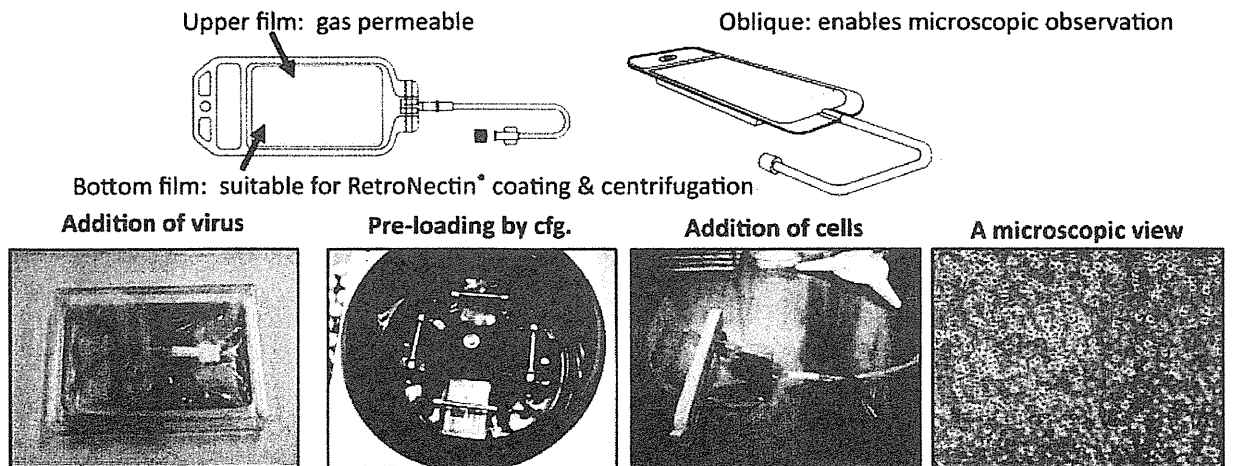 Upper film: gas permeable
Oblique: enables microscopic observation
Bottom film: suitable for RetroNectin* coating & centrifugation
Addition of virus
Pre-loading by cfg.
Addition of cells
A microscopic view